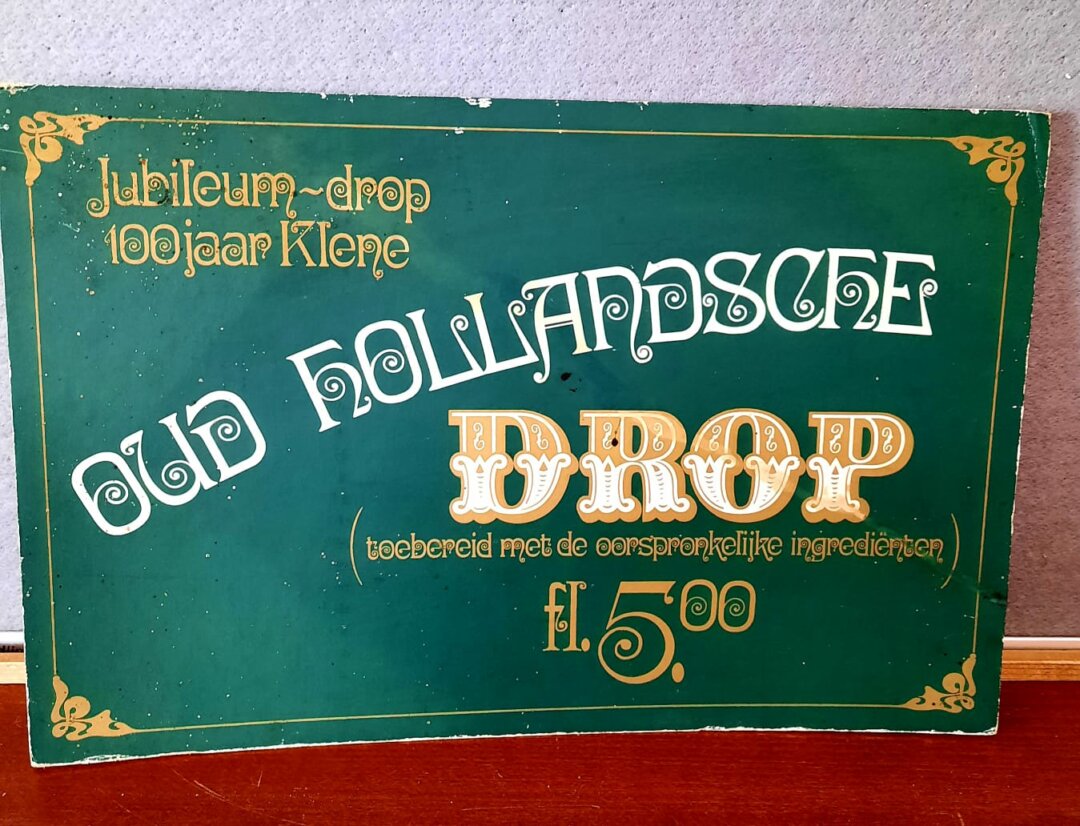 Jubileum~drop
100 jaar Klene
OUD HOLLANDSCHE
DROP
(toebereid met de oorspronkelijke ingrediënten)
fl. 5.00